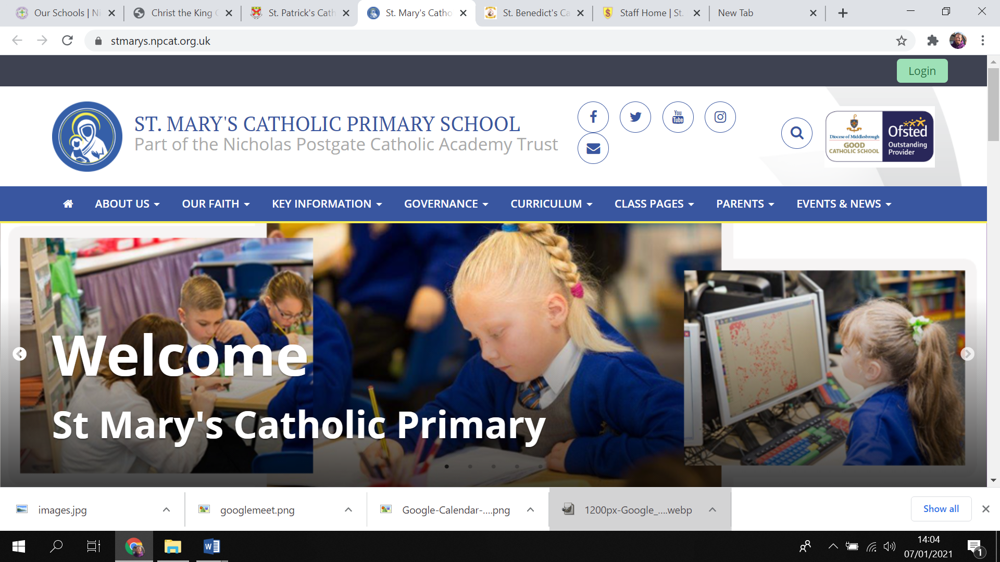 Our Schools | Ni
Christ the King C
St. Patrick's Cath
St. Mary's Catho
St. Benedict's Ca
Staff Home | St.
New Tab
stmarys.npcat.org.uk
Login
ST. MARY'S CATHOLIC PRIMARY SCHOOL
Part of the Nicholas Postgate Catholic Academy Trust
You
Tube
Diocese of Middlesbrough
GOOD
CATHOLIC SCHOOL
Ofsted
Outstanding
Provider
ABOUT US
OUR FAITH
KEY INFORMATION
GOVERNANCE
CURRICULUM
CLASS PAGES
PARENTS
EVENTS & NEWS
Welcome
St Mary's Catholic Primary
images.jpg
googlemeet.png
Google-Calendar-....png
1200px-Google_....webp
Show all
W
14:04
07/01/2021
1